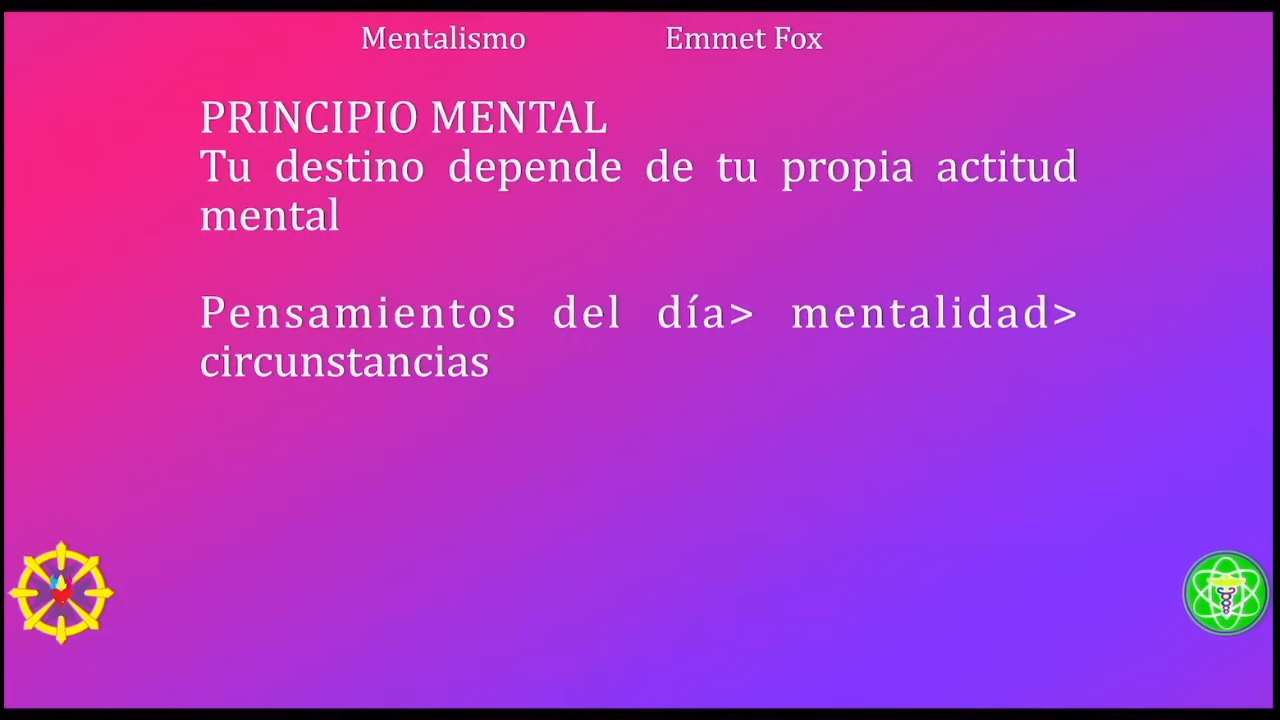 Mentalismo Emmet Fox
PRINCIPIO MENTAL
Tu destino depende de tu propia actitud
mental
Pensamientos del día> mentalidad>
circunstancias